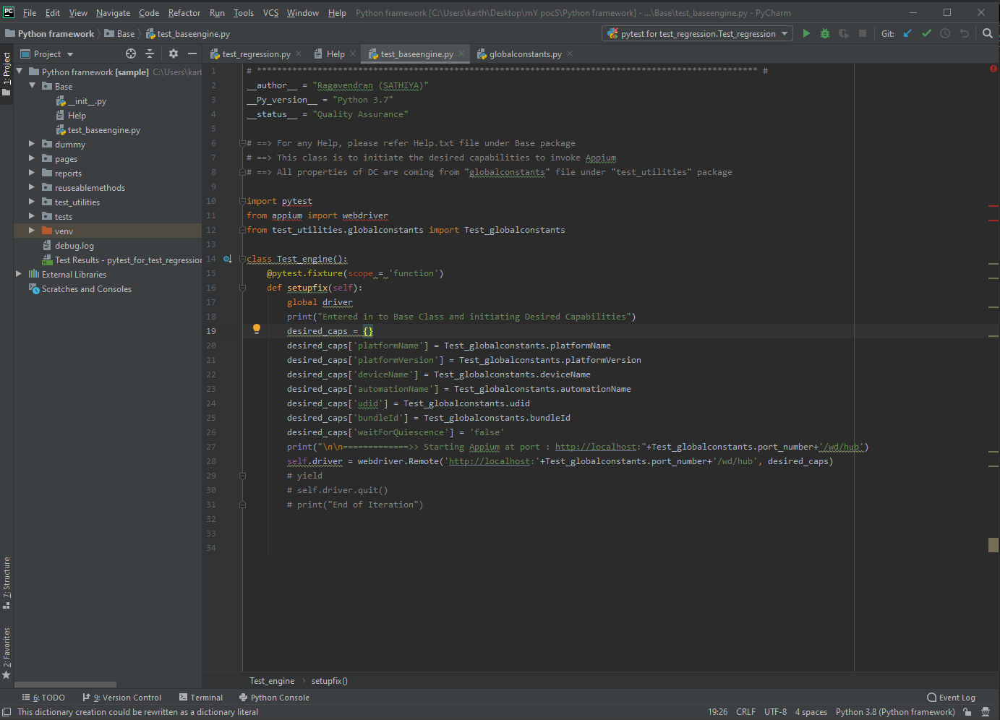 PC File Edit View Navigate Code Refactor Run Tools VCS Window Help Python framework [C:\Users\karth\Desktop\mY pocS\Python framework] - ...\Base\test_baseengine.py - PyCharm
Python framework Base test_baseengine.py pytest for test_regression.Test_regression Git:
1: Project
Project
Python framework [sample] C:\Users\kart
Base
__init__.py
Help
test_baseengine.py
dummy
pages
reports
reuseablemethods
test_utilities
tests
venv
debug.log
Test Results - pytest_for_test_regression
External Libraries
Scratches and Consoles
7: Structure
2: Favorites
test_regression.py Help test_baseengine.py globalconstants.py
1 # *************************************************************************************************** #
2 __author__ = "Ragavendran (SATHIYA)"
3 __Py_version__ = "Python 3.7"
4 __status__ = "Quality Assurance"
5
6 # ==> For any Help, please refer Help.txt file under Base package
7 # ==> This class is to initiate the desired capabilities to invoke Appium
8 # ==> All properties of DC are coming from "globalconstants" file under "test_utilities" package
9
10 import pytest
11 from appium import webdriver
12 from test_utilities.globalconstants import Test_globalconstants
13
14 class Test_engine():
15 @pytest.fixture(scope = 'function')
16 def setupfix(self):
17 global driver
18 print("Entered in to Base Class and initiating Desired Capabilities")
19 desired_caps = {}
20 desired_caps['platformName'] = Test_globalconstants.platformName
21 desired_caps['platformVersion'] = Test_globalconstants.platformVersion
22 desired_caps['deviceName'] = Test_globalconstants.deviceName
23 desired_caps['automationName'] = Test_globalconstants.automationName
24 desired_caps['udid'] = Test_globalconstants.udid
25 desired_caps['bundleId'] = Test_globalconstants.bundleId
26 desired_caps['waitForQuiescence'] = 'false'
27 print("\n\n=============>> Starting Appium at port : http://localhost:"+Test_globalconstants.port_number+'/wd/hub')
28 self.driver = webdriver.Remote('http://localhost:'+Test_globalconstants.port_number+'/wd/hub', desired_caps)
29 # yield
30 # self.driver.quit()
31 # print("End of Iteration")
32
33
34
Test_engine › setupfix()
6: TODO 9: Version Control Terminal Python Console Event Log
This dictionary creation could be rewritten as a dictionary literal 19:26 CRLF UTF-8 4 spaces Python 3.8 (Python framework)